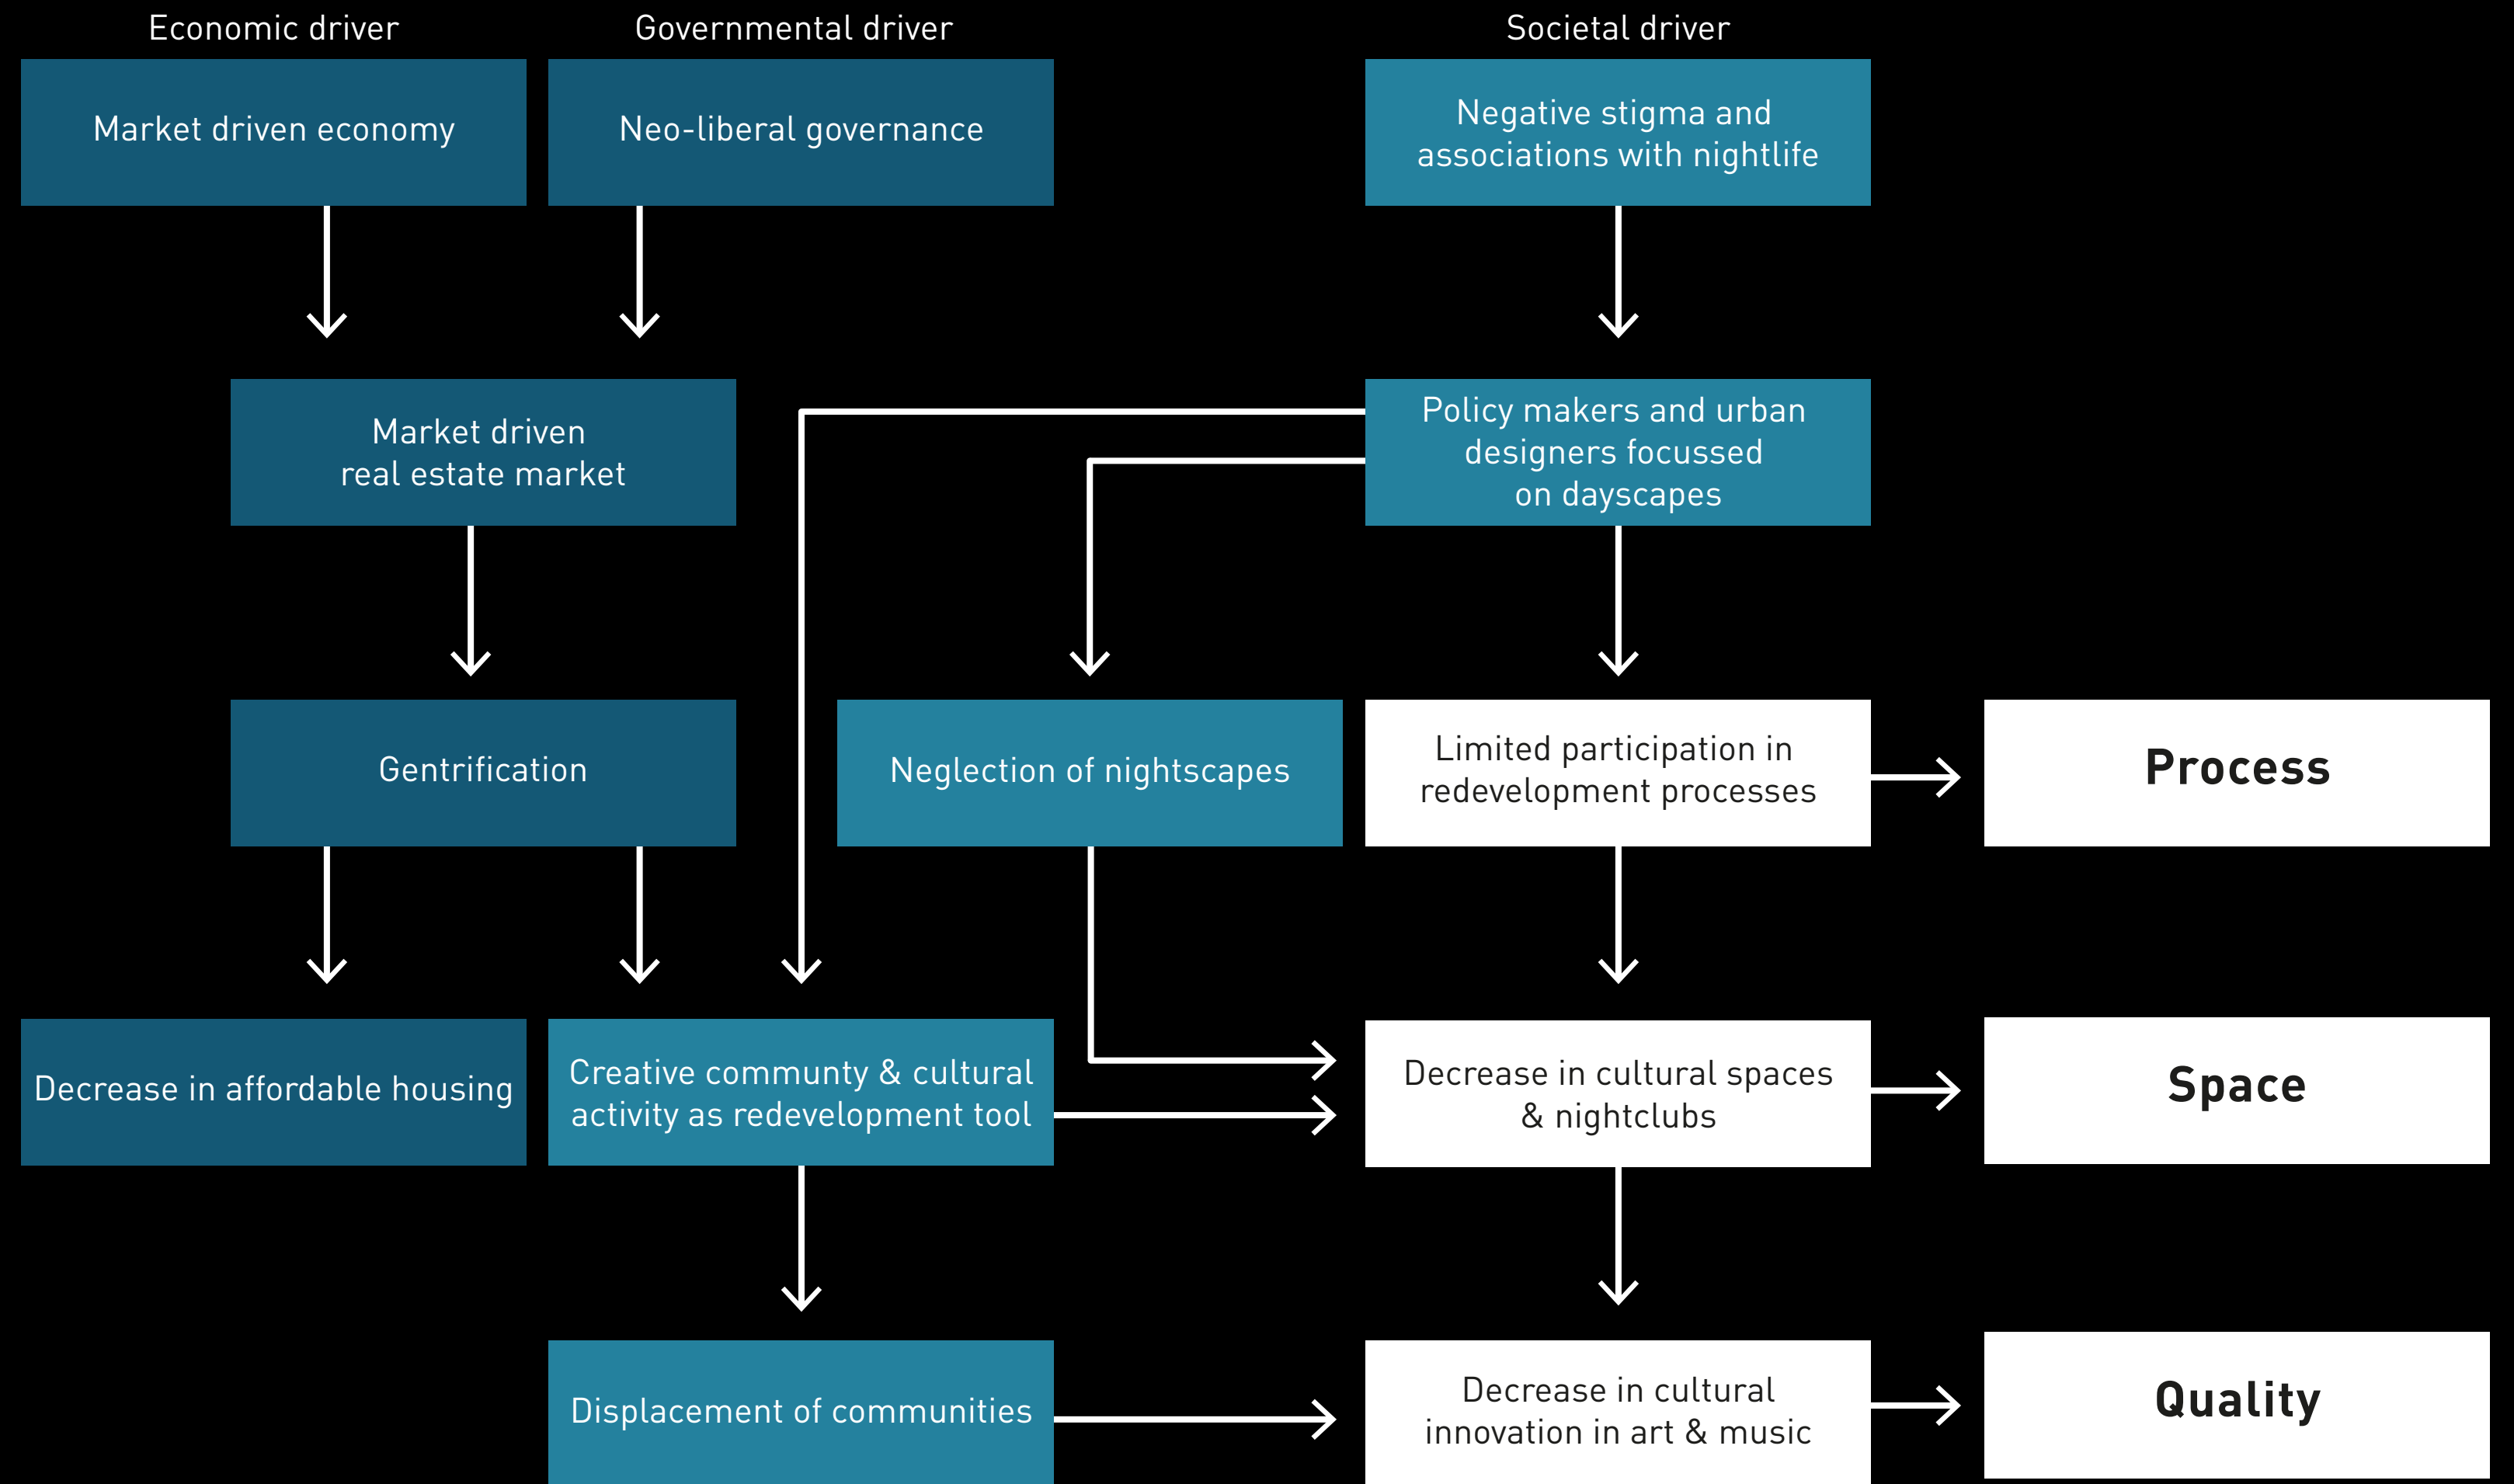 Economic driver
Governmental driver
Societal driver
Market driven economy
Neo-liberal governance
Negative stigma and
associations with nightlife
Market driven
real estate market
Policy makers and urban
designers focussed
on dayscapes
Gentrification
Neglection of nightscapes
Limited participation in
redevelopment processes
Process
Decrease in affordable housing
Creative communty & cultural
activity as redevelopment tool
Decrease in cultural spaces
& nightclubs
Space
Displacement of communities
Decrease in cultural
innovation in art & music
Quality